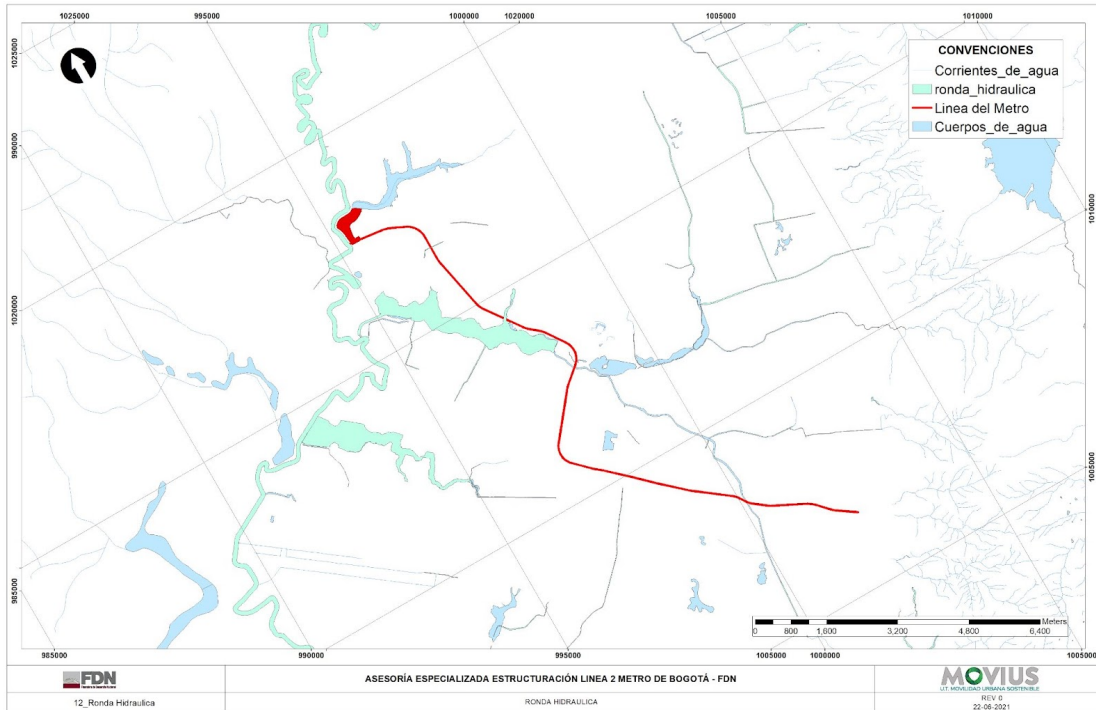 1025000
995000
1000000
1020000
1005000
1010000
1025000
990000
1020000
985000
1010000
1005000
CONVENCIONES
Corrientes_de_agua
ronda_hidraulica
Linea del Metro
Cuerpos_de_agua
Meters
0 800 1,600 3,200 4,800 6,400
985000
990000
995000
1005000
1000000
1005000
FDN
12_Ronda Hidraulica
ASESORÍA ESPECIALIZADA ESTRUCTURACIÓN LINEA 2 METRO DE BOGOTÁ - FDN
RONDA HIDRAULICA
MOVIUS
U.T. MOVILIDAD URBANA SOSTENIBLE
REV 0
22-06-2021